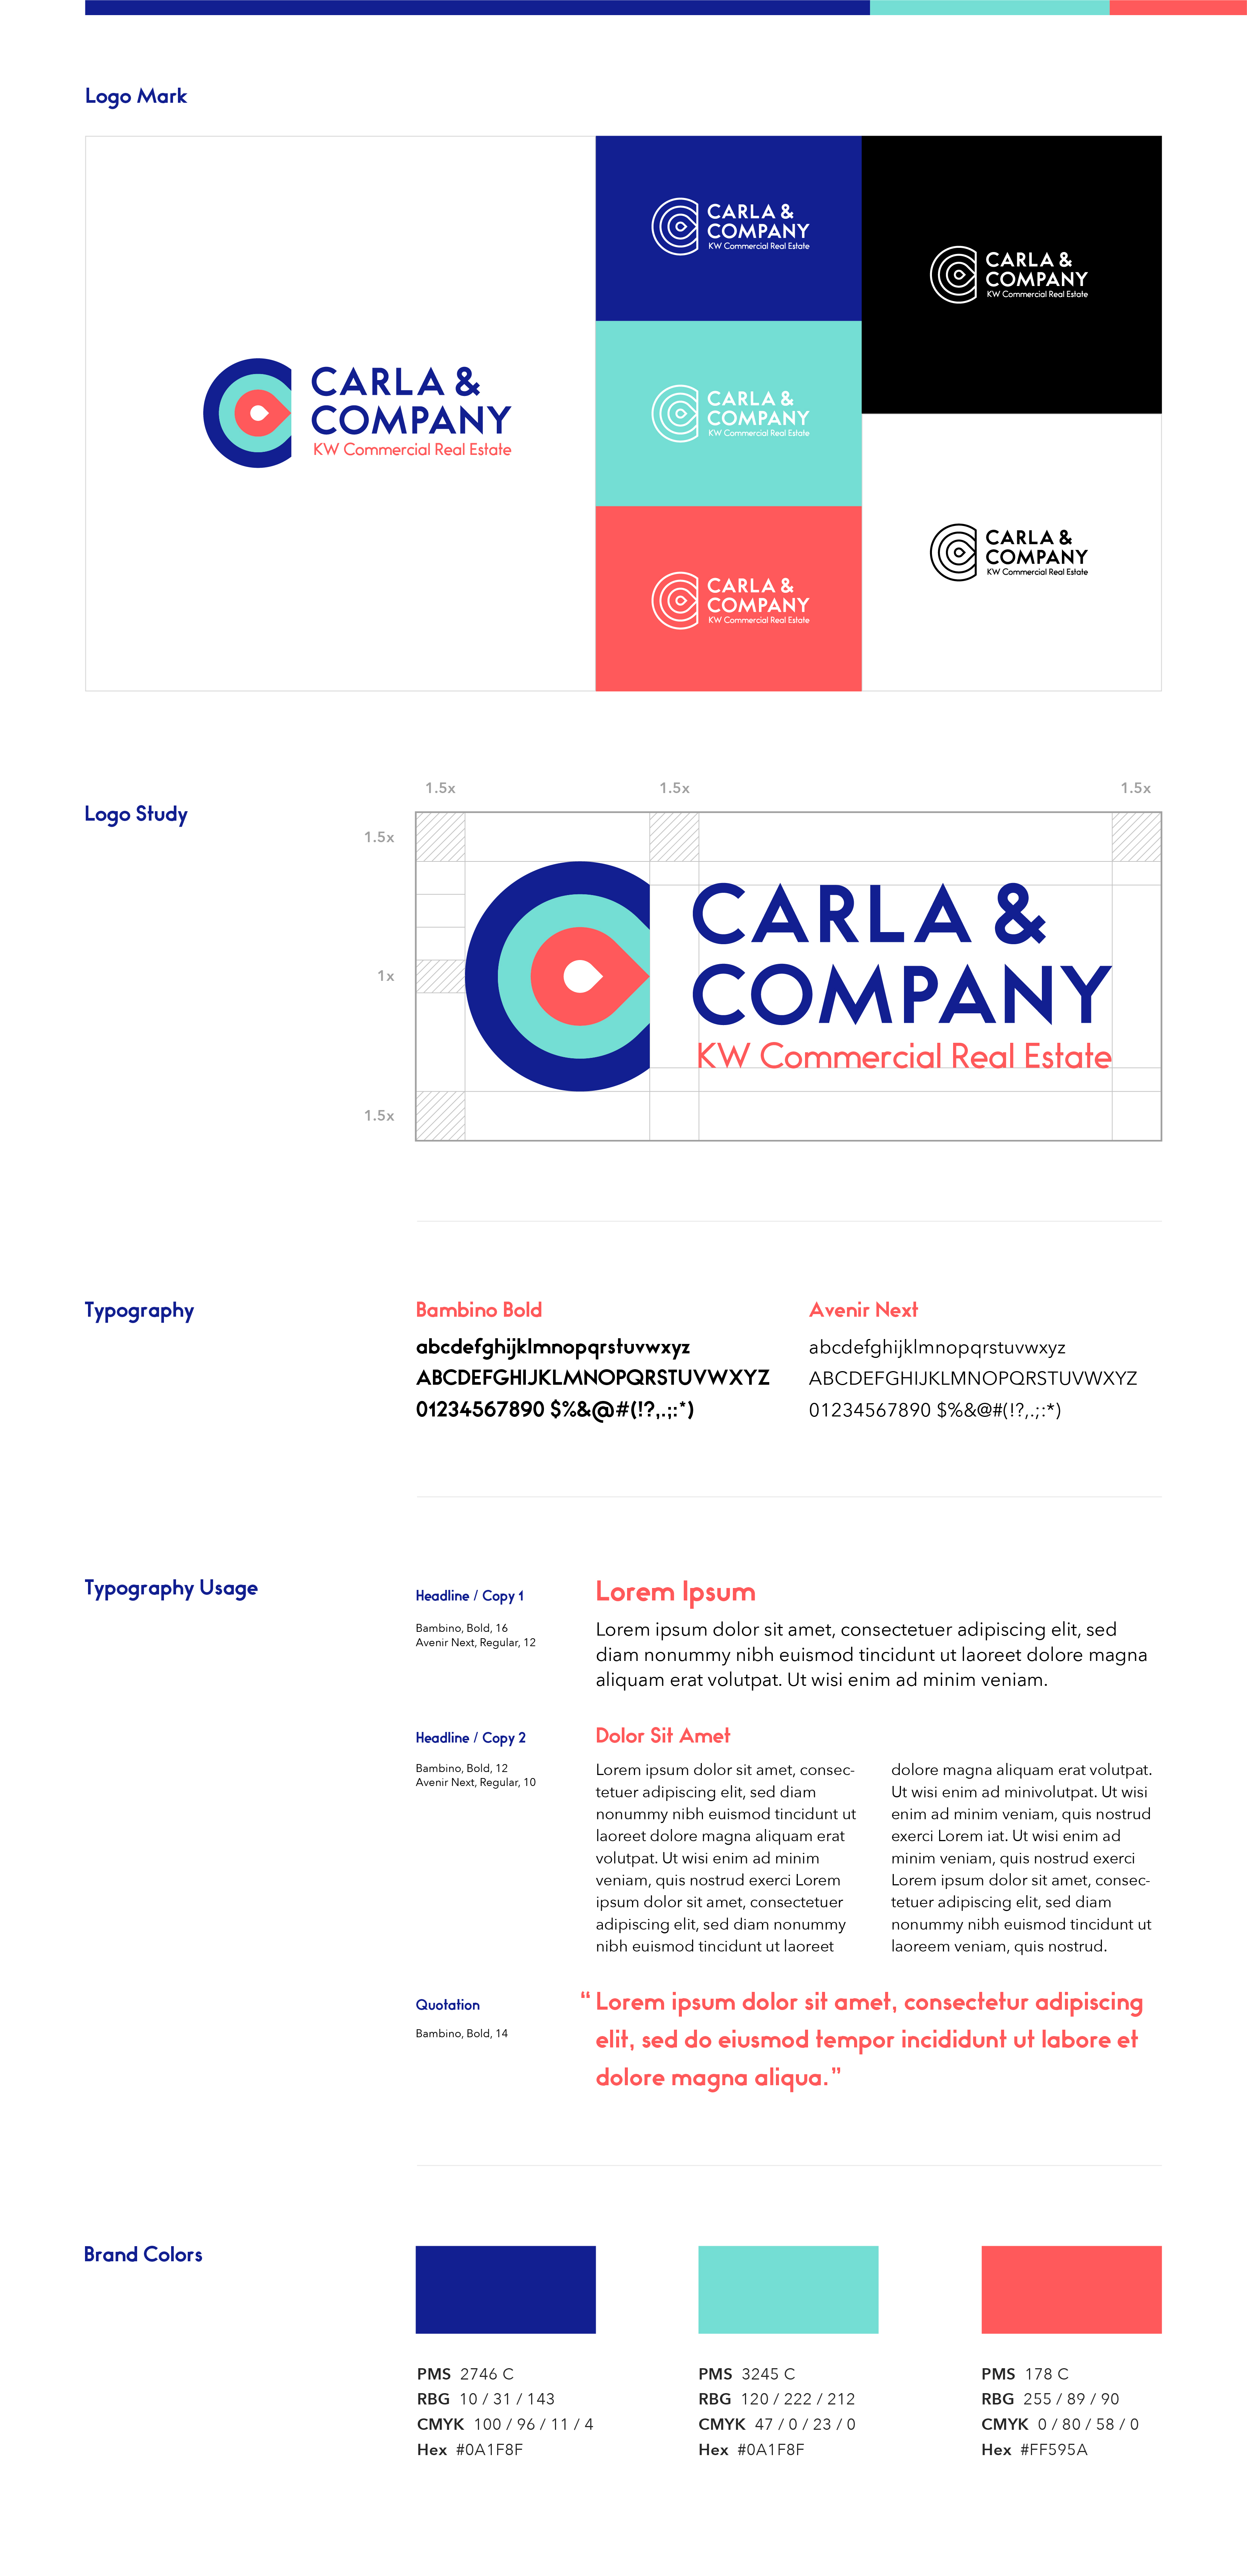 Logo Mark
CARLA &
COMPANY
KW Commercial Real Estate
CARLA &
COMPANY
KW Commercial Real Estate
CARLA &
COMPANY
KW Commercial Real Estate
CARLA &
COMPANY
KW Commercial Real Estate
CARLA &
COMPANY
KW Commercial Real Estate
CARLA &
COMPANY
KW Commercial Real Estate
Logo Study
1.5x 1.5x 1.5x
1.5x
1x
1.5x
CARLA &
COMPANY
KW Commercial Real Estate
Typography
Bambino Bold
abcdefghijklmnopqrstuvwxyz
ABCDEFGHIJKLMNOPQRSTUVWXYZ
01234567890 $%&@#(!?,.;:*)
Avenir Next
abcdefghijklmnopqrstuvwxyz
ABCDEFGHIJKLMNOPQRSTUVWXYZ
01234567890 $%&@#(!?,.;:*)
Typography Usage
Headline / Copy 1
Bambino, Bold, 16
Avenir Next, Regular, 12
Lorem Ipsum
Lorem ipsum dolor sit amet, consectetuer adipiscing elit, sed
diam nonummy nibh euismod tincidunt ut laoreet dolore magna
aliquam erat volutpat. Ut wisi enim ad minim veniam.
Headline / Copy 2
Bambino, Bold, 12
Avenir Next, Regular, 10
Dolor Sit Amet
Lorem ipsum dolor sit amet, consec-
tetuer adipiscing elit, sed diam
nonummy nibh euismod tincidunt ut
laoreet dolore magna aliquam erat
volutpat. Ut wisi enim ad minim
veniam, quis nostrud exerci Lorem
ipsum dolor sit amet, consectetuer
adipiscing elit, sed diam nonummy
nibh euismod tincidunt ut laoreet
dolore magna aliquam erat volutpat.
Ut wisi enim ad minivolutpat. Ut wisi
enim ad minim veniam, quis nostrud
exerci Lorem iat. Ut wisi enim ad
minim veniam, quis nostrud exerci
Lorem ipsum dolor sit amet, consec-
tetuer adipiscing elit, sed diam
nonummy nibh euismod tincidunt ut
laoreem veniam, quis nostrud.
Quotation
Bambino, Bold, 14
“Lorem ipsum dolor sit amet, consectetur adipiscing
elit, sed do eiusmod tempor incididunt ut labore et
dolore magna aliqua.”
Brand Colors
PMS 2746 C
RBG 10 / 31 / 143
CMYK 100 / 96 / 11 / 4
Hex #0A1F8F
PMS 3245 C
RBG 120 / 222 / 212
CMYK 47 / 0 / 23 / 0
Hex #0A1F8F
PMS 178 C
RBG 255 / 89 / 90
CMYK 0 / 80 / 58 / 0
Hex #FF595A